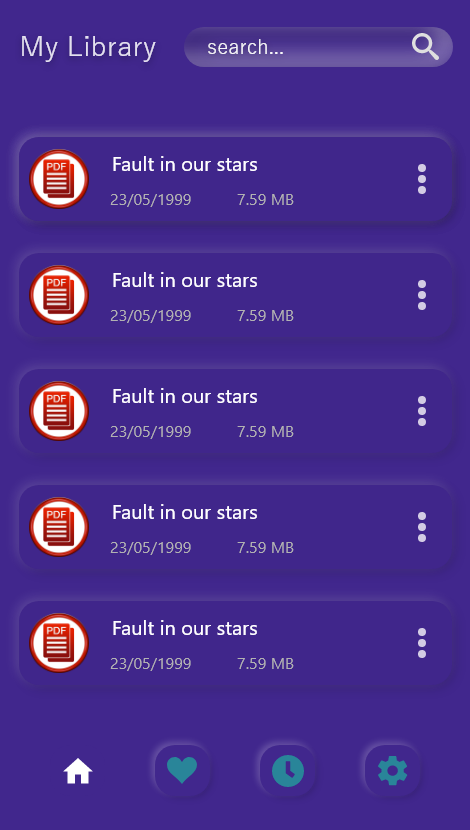 My Library
search...
PDF
Fault in our stars
23/05/1999 7.59 MB
PDF
Fault in our stars
23/05/1999 7.59 MB
PDF
Fault in our stars
23/05/1999 7.59 MB
PDF
Fault in our stars
23/05/1999 7.59 MB
PDF
Fault in our stars
23/05/1999 7.59 MB